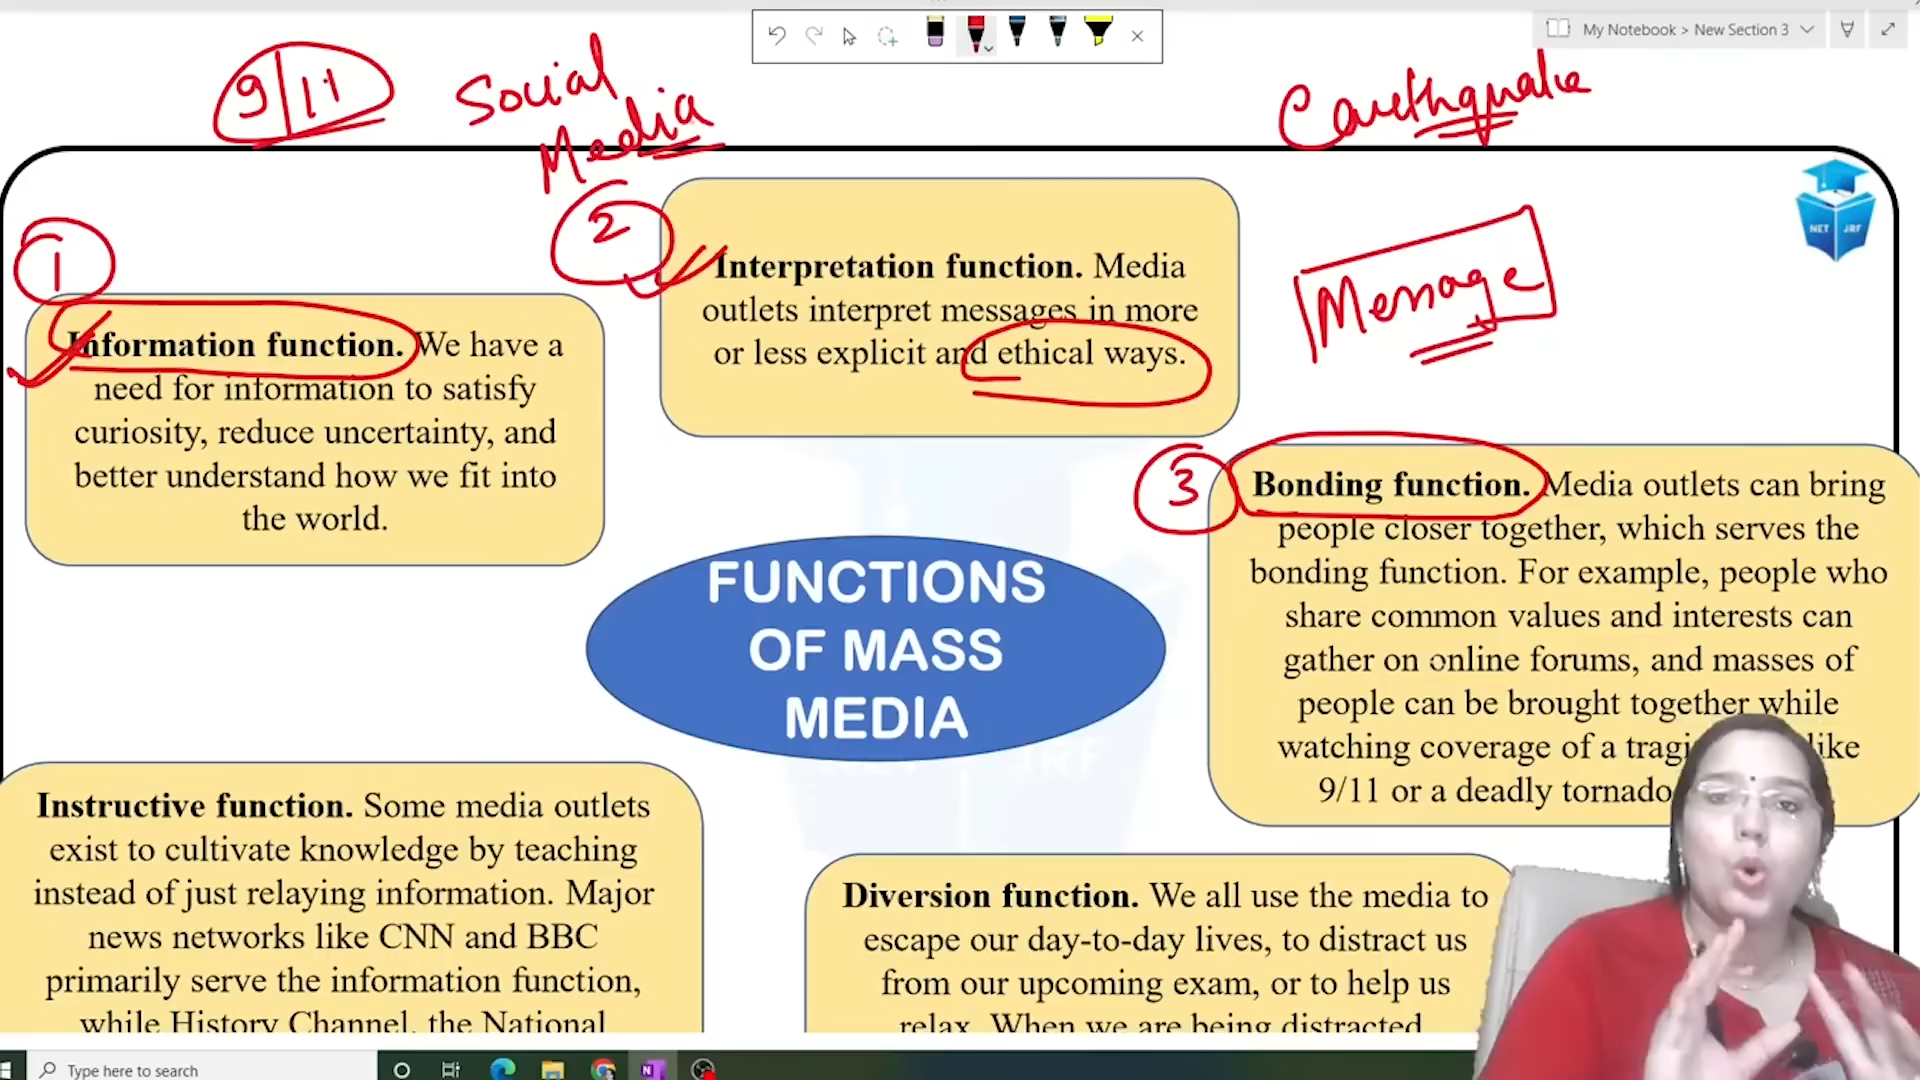 My Notebook > New Section 3
9/11
Social
Media
Earthquake
NET JRF
1
2
Message
Interpretation function. Media
outlets interpret messages in more
or less explicit and ethical ways.
Information function. We have a
need for information to satisfy
curiosity, reduce uncertainty, and
better understand how we fit into
the world.
3
Bonding function. Media outlets can bring
people closer together, which serves the
bonding function. For example, people who
share common values and interests can
gather on online forums, and masses of
people can be brought together while
watching coverage of a like
9/11 or a deadly tornado
FUNCTIONS
OF MASS
MEDIA
Instructive function. Some media outlets
exist to cultivate knowledge by teaching
instead of just relaying information. Major
news networks like CNN and BBC
primarily serve the information function,
while History Channel, the National
Diversion function. We all use the media to
escape our day-to-day lives, to distract us
from our upcoming exam, or to help us
relax. When we are being distracted
Type here to search